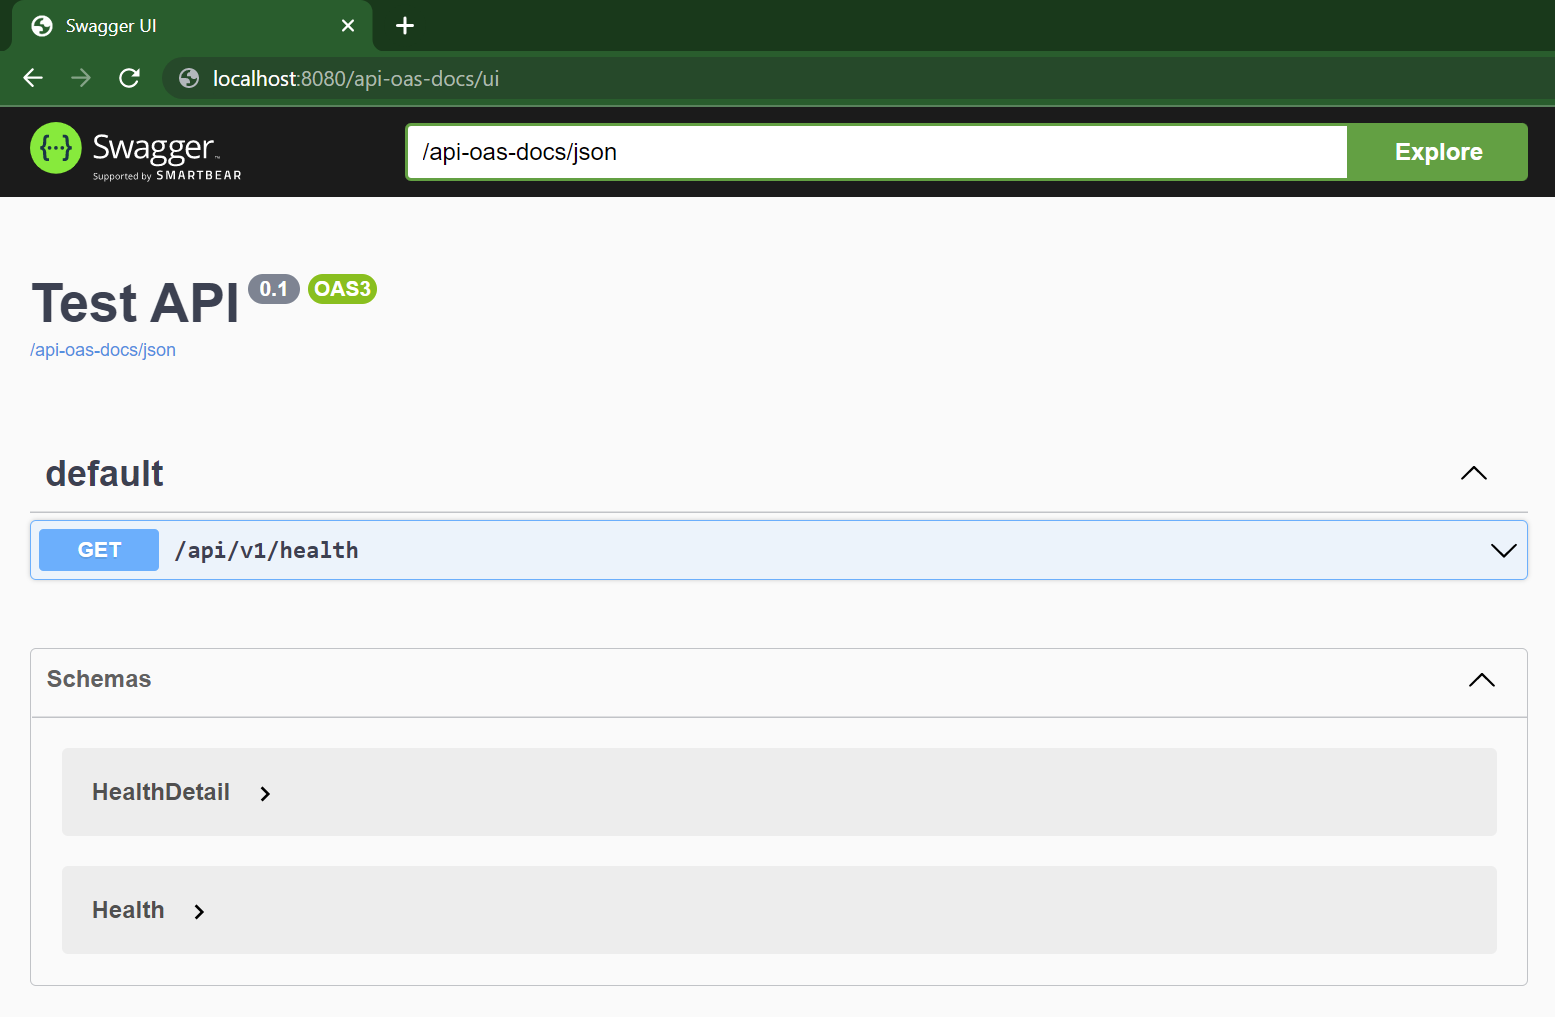 Swagger UI
localhost:8080/api-oas-docs/ui
{···} Swagger™
Supported by SMARTBEAR
/api-oas-docs/json
Explore
Test API 0.1 OAS3
/api-oas-docs/json
default
GET /api/v1/health
Schemas
HealthDetail
Health